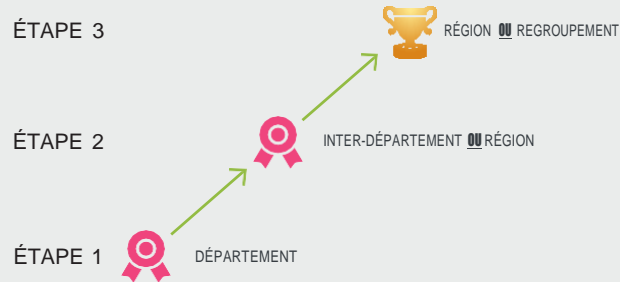 ÉTAPE 3 RÉGION OU REGROUPEMENT
ÉTAPE 2 INTER-DÉPARTEMENT OU RÉGION
ÉTAPE 1 DÉPARTEMENT